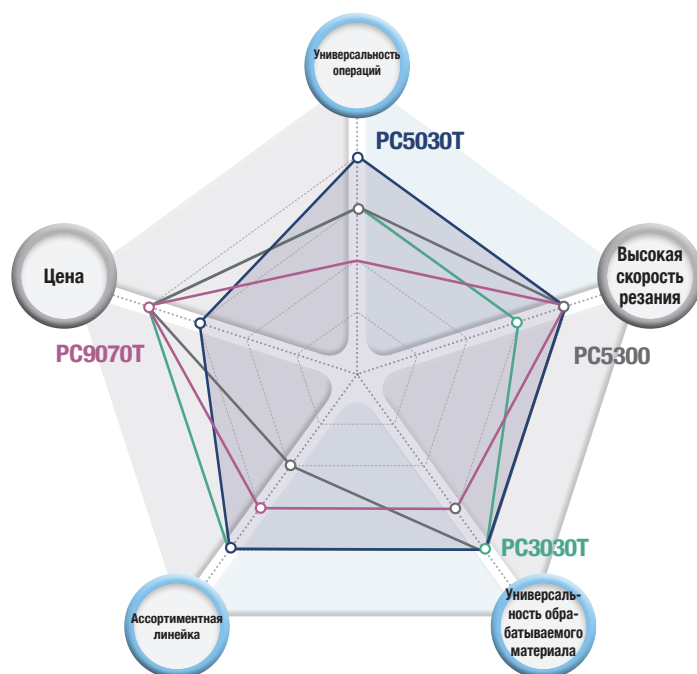 Универсальность
операций
PC5030T
Высокая
скорость
резания
Цена
PC9070T
PC5300
PC3030T
Ассортиментная
линейка
Универсаль-
ность обра-
батываемого
материала